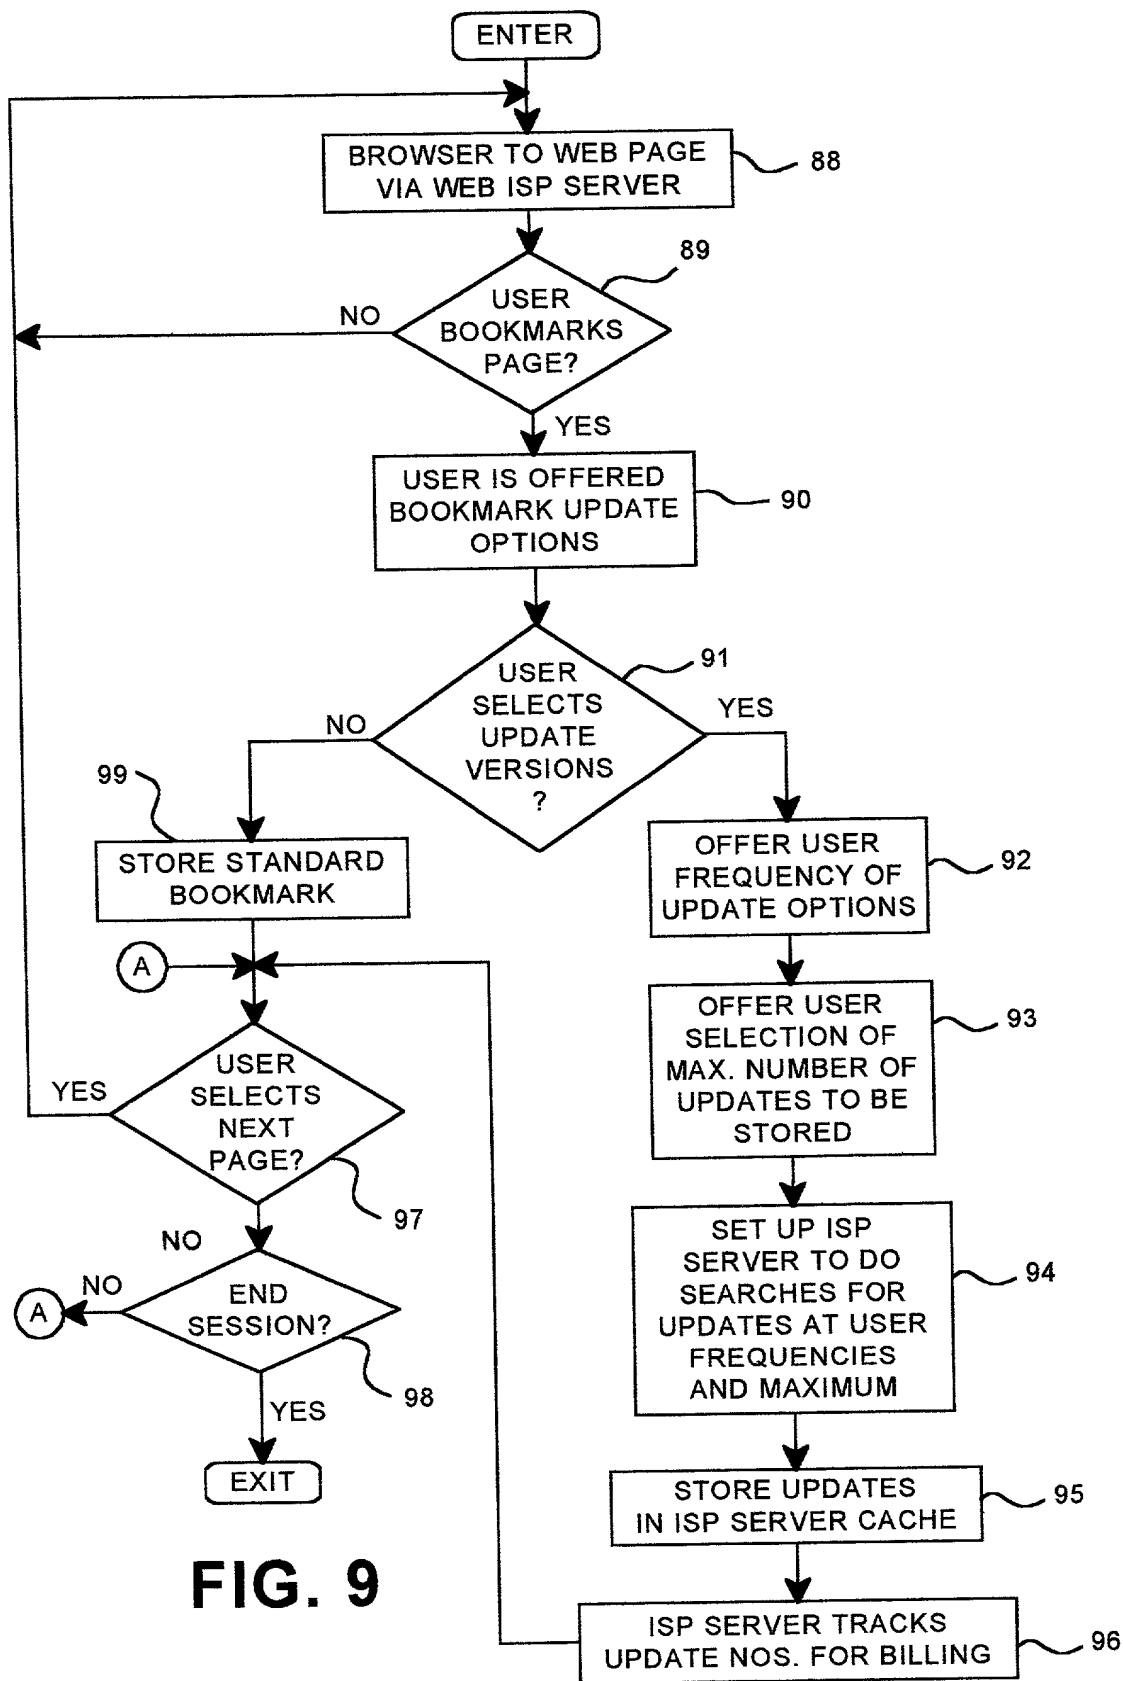 ENTER
BROWSER TO WEB PAGE
VIA WEB ISP SERVER
88
89
USER
BOOKMARKS
PAGE?
NO
YES
USER IS OFFERED
BOOKMARK UPDATE
OPTIONS
90
91
USER
SELECTS
UPDATE
VERSIONS
?
NO
YES
99
STORE STANDARD
BOOKMARK
OFFER USER
FREQUENCY OF
UPDATE OPTIONS
92
A
OFFER USER
SELECTION OF
MAX. NUMBER OF
UPDATES TO BE
STORED
93
USER
SELECTS
NEXT
PAGE?
YES
97
NO
SET UP ISP
SERVER TO DO
SEARCHES FOR
UPDATES AT USER
FREQUENCIES
AND MAXIMUM
94
A
NO
END
SESSION?
98
YES
EXIT
STORE UPDATES
IN ISP SERVER CACHE
95
ISP SERVER TRACKS
UPDATE NOS. FOR BILLING
96
FIG. 9